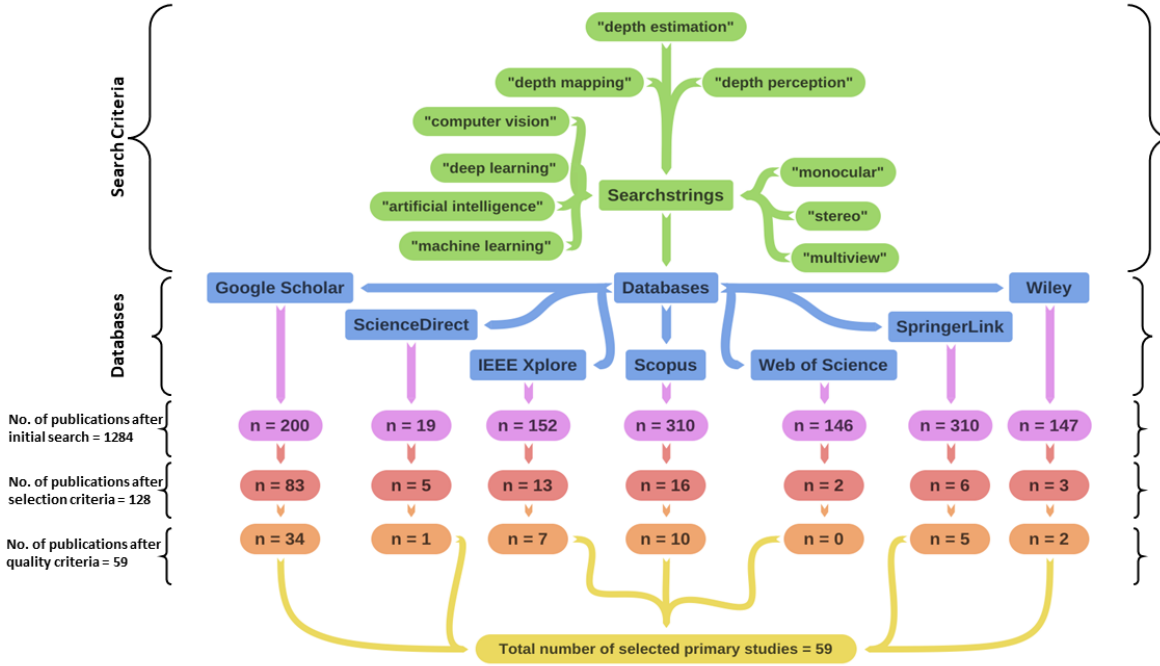 "depth estimation"
"depth mapping"
"depth perception"
"computer vision"
"deep learning"
"monocular"
Searchstrings
"artificial intelligence"
"stereo"
"machine learning"
"multiview"
Search Criteria
Google Scholar
Databases
Wiley
ScienceDirect
SpringerLink
IEEE Xplore
Scopus
Web of Science
Databases
No. of publications after
initial search = 1284
n = 200
n = 19
n = 152
n = 310
n = 146
n = 310
n = 147
No. of publications after
selection criteria = 128
n = 83
n = 5
n = 13
n = 16
n = 2
n = 6
n = 3
No. of publications after
quality criteria = 59
n = 34
n = 1
n = 7
n = 10
n = 0
n = 5
n = 2
Total number of selected primary studies = 59